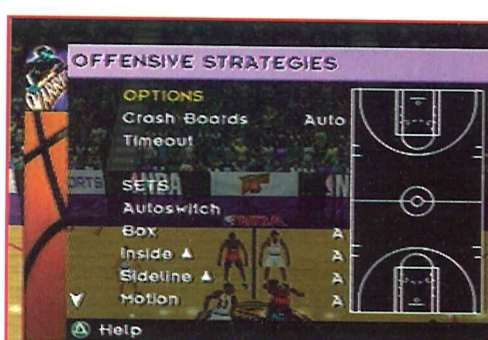 OFFENSIVE STRATEGIES
OPTIONS
Crash Boards Auto
Timeout
SETS
Autoswitch
Box A
Inside ▲ A
Sideline ▲ A
Motion A
Help